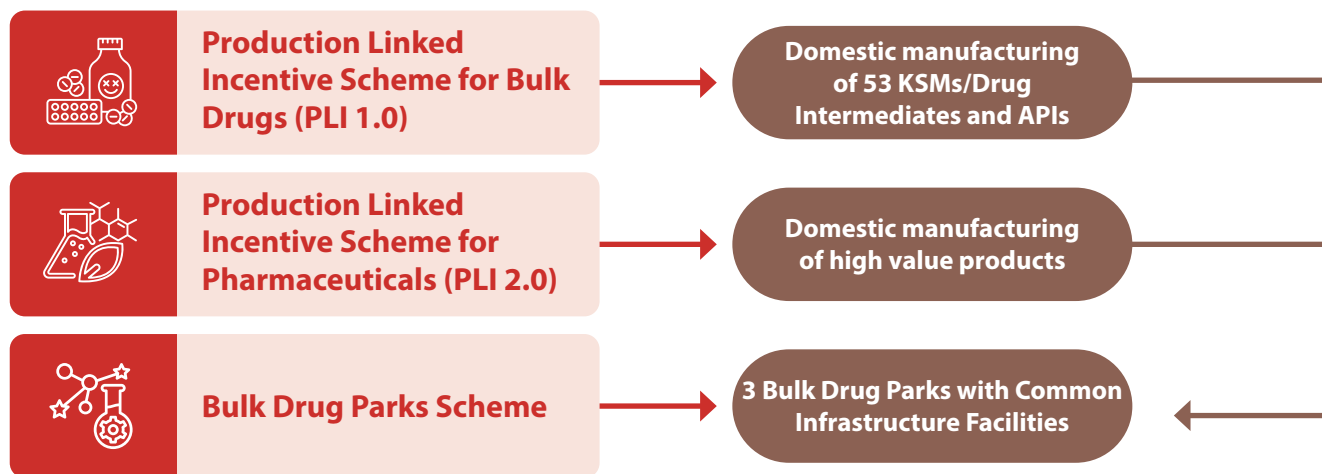 Production Linked
Incentive Scheme for Bulk
Drugs (PLI 1.0)
Domestic manufacturing
of 53 KSMs/Drug
Intermediates and APIs
Production Linked
Incentive Scheme for
Pharmaceuticals (PLI 2.0)
Domestic manufacturing
of high value products
Bulk Drug Parks Scheme
3 Bulk Drug Parks with Common
Infrastructure Facilities